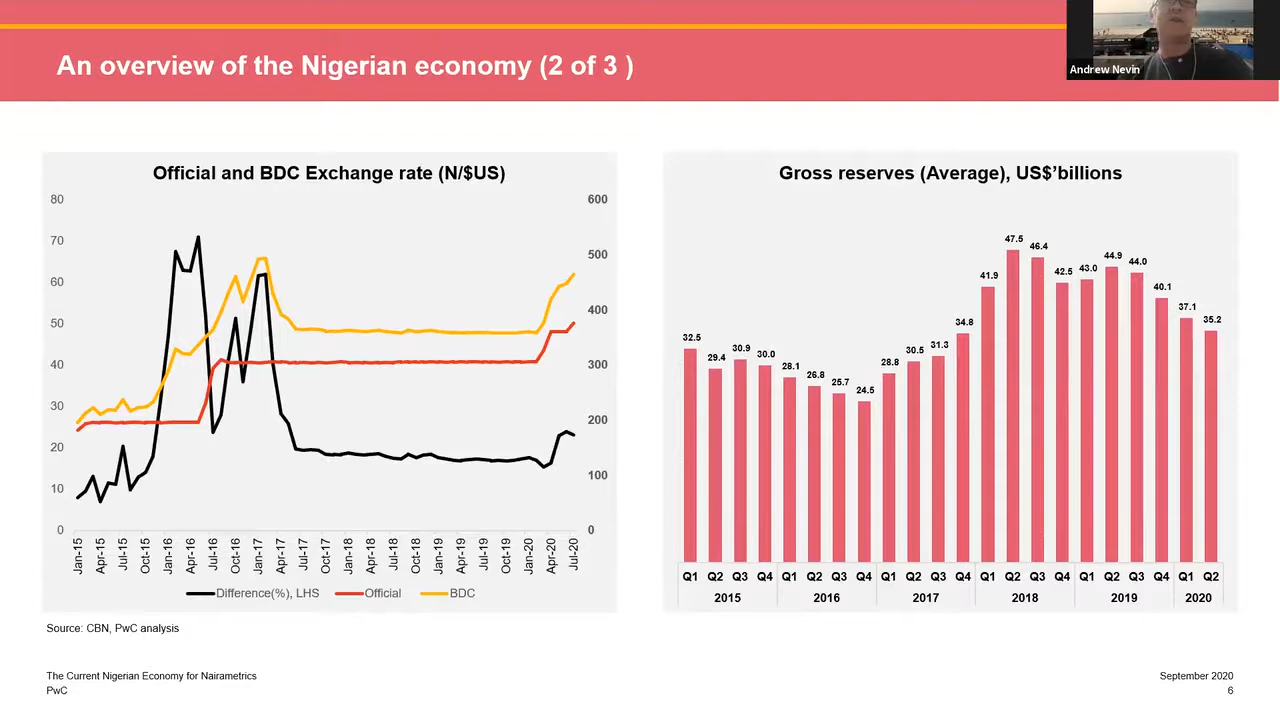 An overview of the Nigerian economy (2 of 3 )
Andrew Nevin
Official and BDC Exchange rate (N/$US)
80 600
70
500
60
50 400
40 300
30
200
20
100
10
0 0
Jan-15 Apr-15 Jul-15 Oct-15 Jan-16 Apr-16 Jul-16 Oct-16 Jan-17 Apr-17 Jul-17 Oct-17 Jan-18 Apr-18 Jul-18 Oct-18 Jan-19 Apr-19 Jul-19 Oct-19 Jan-20 Apr-20 Jul-20
Difference(%), LHS Official BDC
Gross reserves (Average), US$’billions
32.5 29.4 30.9 30.0 28.1 26.8 25.7 24.5 28.8 30.5 31.3 34.8 41.9 47.5 46.4 42.5 43.0 44.9 44.0 40.1 37.1 35.2
Q1 Q2 Q3 Q4 Q1 Q2 Q3 Q4 Q1 Q2 Q3 Q4 Q1 Q2 Q3 Q4 Q1 Q2 Q3 Q4 Q1 Q2
2015 2016 2017 2018 2019 2020
Source: CBN, PwC analysis
The Current Nigerian Economy for Nairametrics
PwC
September 2020
6